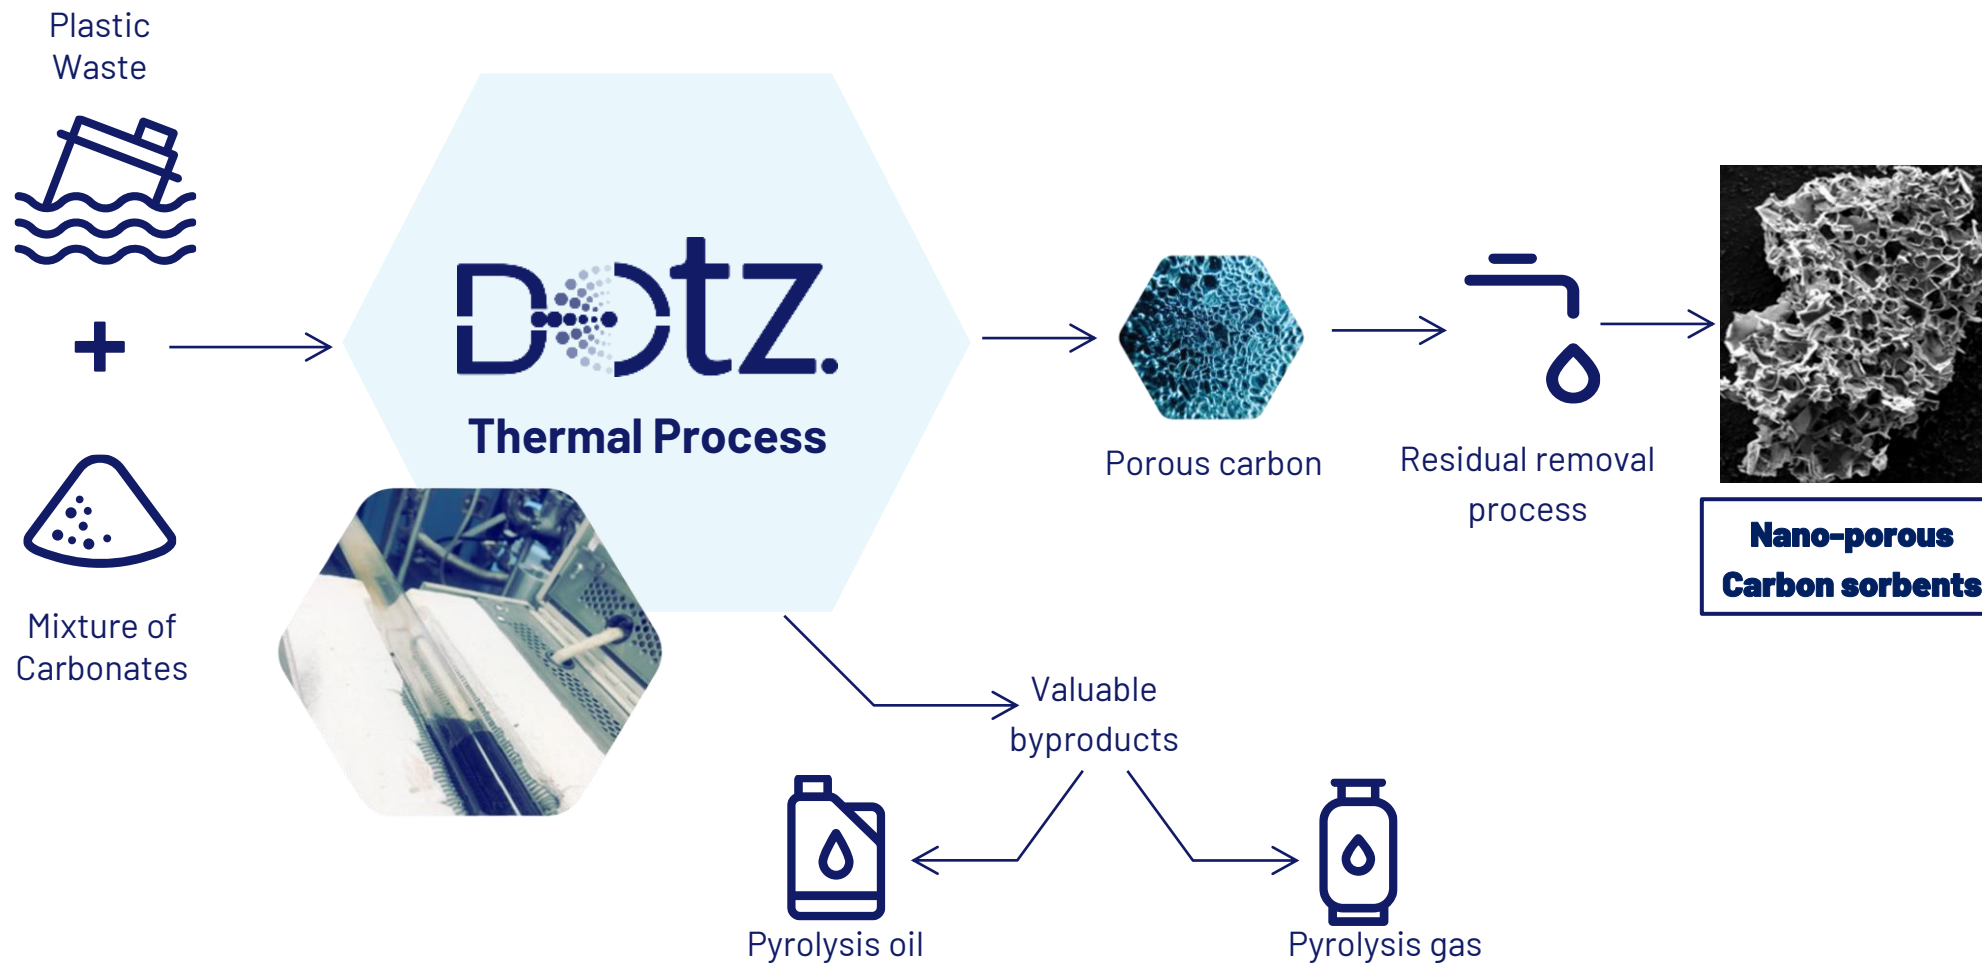 Plastic
Waste
Mixture of
Carbonates
Dotz.
Thermal Process
Porous carbon
Residual removal
process
Nano-porous
Carbon sorbents
Valuable
byproducts
Pyrolysis oil
Pyrolysis gas